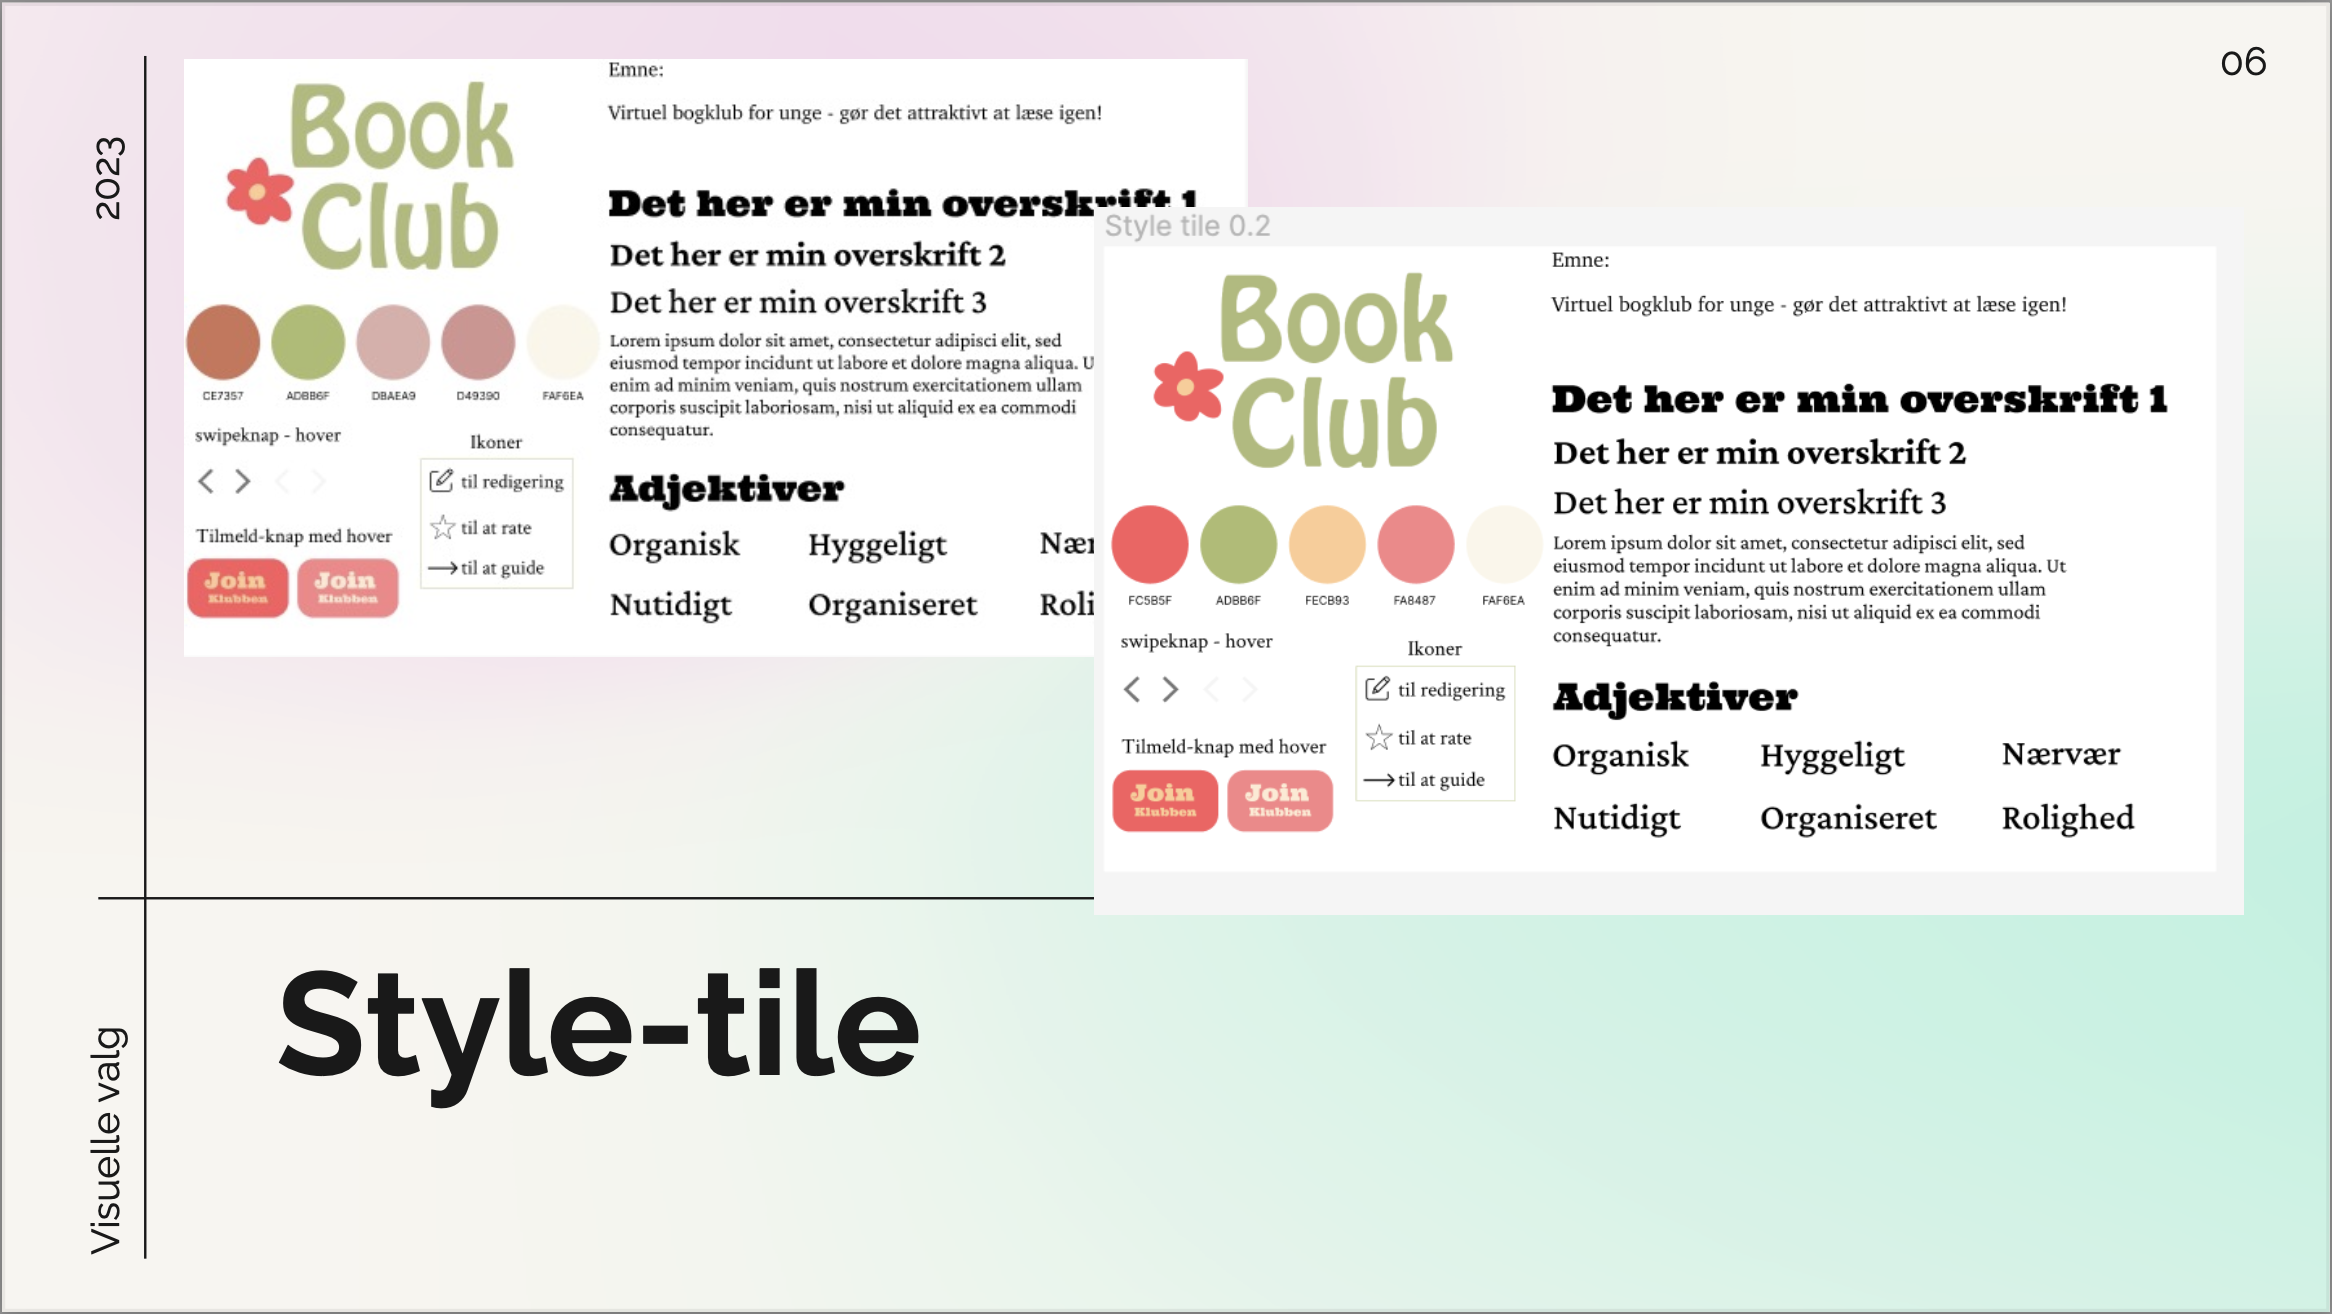 06
2023
Book
Club
CE7357 ADBB6F DBAEA9 D49390 FAF6EA
swipeknap - hover
Ikoner
til redigering
til at rate
til at guide
Tilmeld-knap med hover
Join
Klubben
Join
Klubben
Emne:
Virtuel bogklub for unge - gør det attraktivt at læse igen!
Det her er min overskrift 1
Det her er min overskrift 2
Det her er min overskrift 3
Lorem ipsum dolor sit amet, consectetur adipisci elit, sed
eiusmod tempor incidunt ut labore et dolore magna aliqua. U
enim ad minim veniam, quis nostrum exercitationem ullam
corporis suscipit laboriosam, nisi ut aliquid ex ea commodi
consequatur.
Adjektiver
Organisk Hyggeligt Nær
Nutidigt Organiseret Roli
Style tile 0.2
Book
Club
FC5B5F ADBB6F FECB93 FA8487 FAF6EA
swipeknap - hover
Ikoner
til redigering
til at rate
til at guide
Tilmeld-knap med hover
Join
Klubben
Join
Klubben
Emne:
Virtuel bogklub for unge - gør det attraktivt at læse igen!
Det her er min overskrift 1
Det her er min overskrift 2
Det her er min overskrift 3
Lorem ipsum dolor sit amet, consectetur adipisci elit, sed
eiusmod tempor incidunt ut labore et dolore magna aliqua. Ut
enim ad minim veniam, quis nostrum exercitationem ullam
corporis suscipit laboriosam, nisi ut aliquid ex ea commodi
consequatur.
Adjektiver
Organisk Hyggeligt Nærvær
Nutidigt Organiseret Rolighed
Style-tile
Visuelle valg